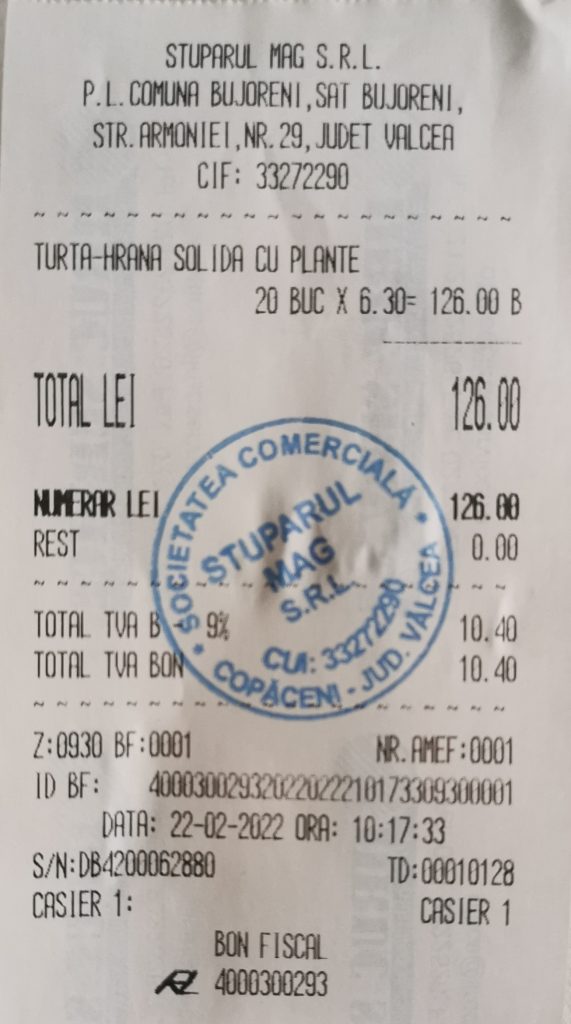 STUPARUL MAG S.R.L.
P.L.COMUNA BUJORENI,SAT BUJORENI,
STR.ARMONIEI,NR.29,JUDET VALCEA
CIF: 33272290
~ ~ ~ ~ ~ ~ ~ ~ ~ ~ ~ ~ ~ ~ ~ ~ ~ ~ ~ ~ ~
TURTA-HRANA SOLIDA CU PLANTE
20 BUC X 6.30= 126.00 B
TOTAL LEI 126.00
NUMERAR LEI 126.00
REST 0.00
~ ~ ~ ~ ~ ~ ~ ~ ~ ~ ~ ~ ~ ~ ~ ~ ~ ~ ~ ~ ~
TOTAL TVA B - 9% 10.40
TOTAL TVA BON 10.40
~ ~ ~ ~ ~ ~ ~ ~ ~ ~ ~ ~ ~ ~ ~ ~ ~ ~ ~ ~ ~
SOCIETATEA COMERCIALĂ
STUPARUL
MAG
S.R.L.
CUI: 33272290
* COPĂCENI - JUD. VÂLCEA *
Z:0930 BF:0001 NR.AMEF:0001
ID BF: 40003002932022022210173309300001
DATA: 22-02-2022 ORA: 10:17:33
S/N:DB4200062880 TD:00010128
CASIER 1: CASIER 1
BON FISCAL
4000300293